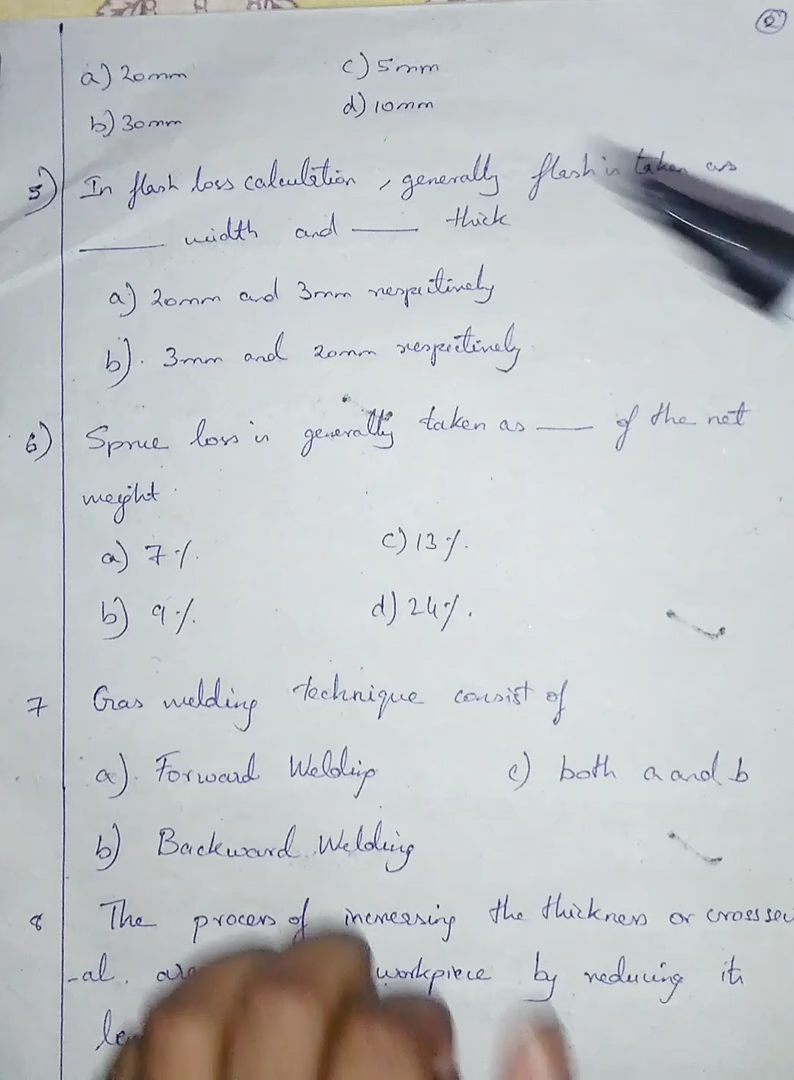 2
a) 20mm c) 5mm
b) 30mm d) 10mm
5) In flash loss calculation, generally flash is taken as
____ width and ____ thick
a) 20mm and 3mm respectively
b) 3mm and 20mm respectively
6) Sprue loss is generally taken as ___ of the net
weight
a) 7% c) 13%
b) 9% d) 24%
7 Gas welding technique consist of
a) Forward Welding c) both a and b
b) Backward Welding
8 The process of increasing the thickness or cross sec
-al workpiece by reducing its